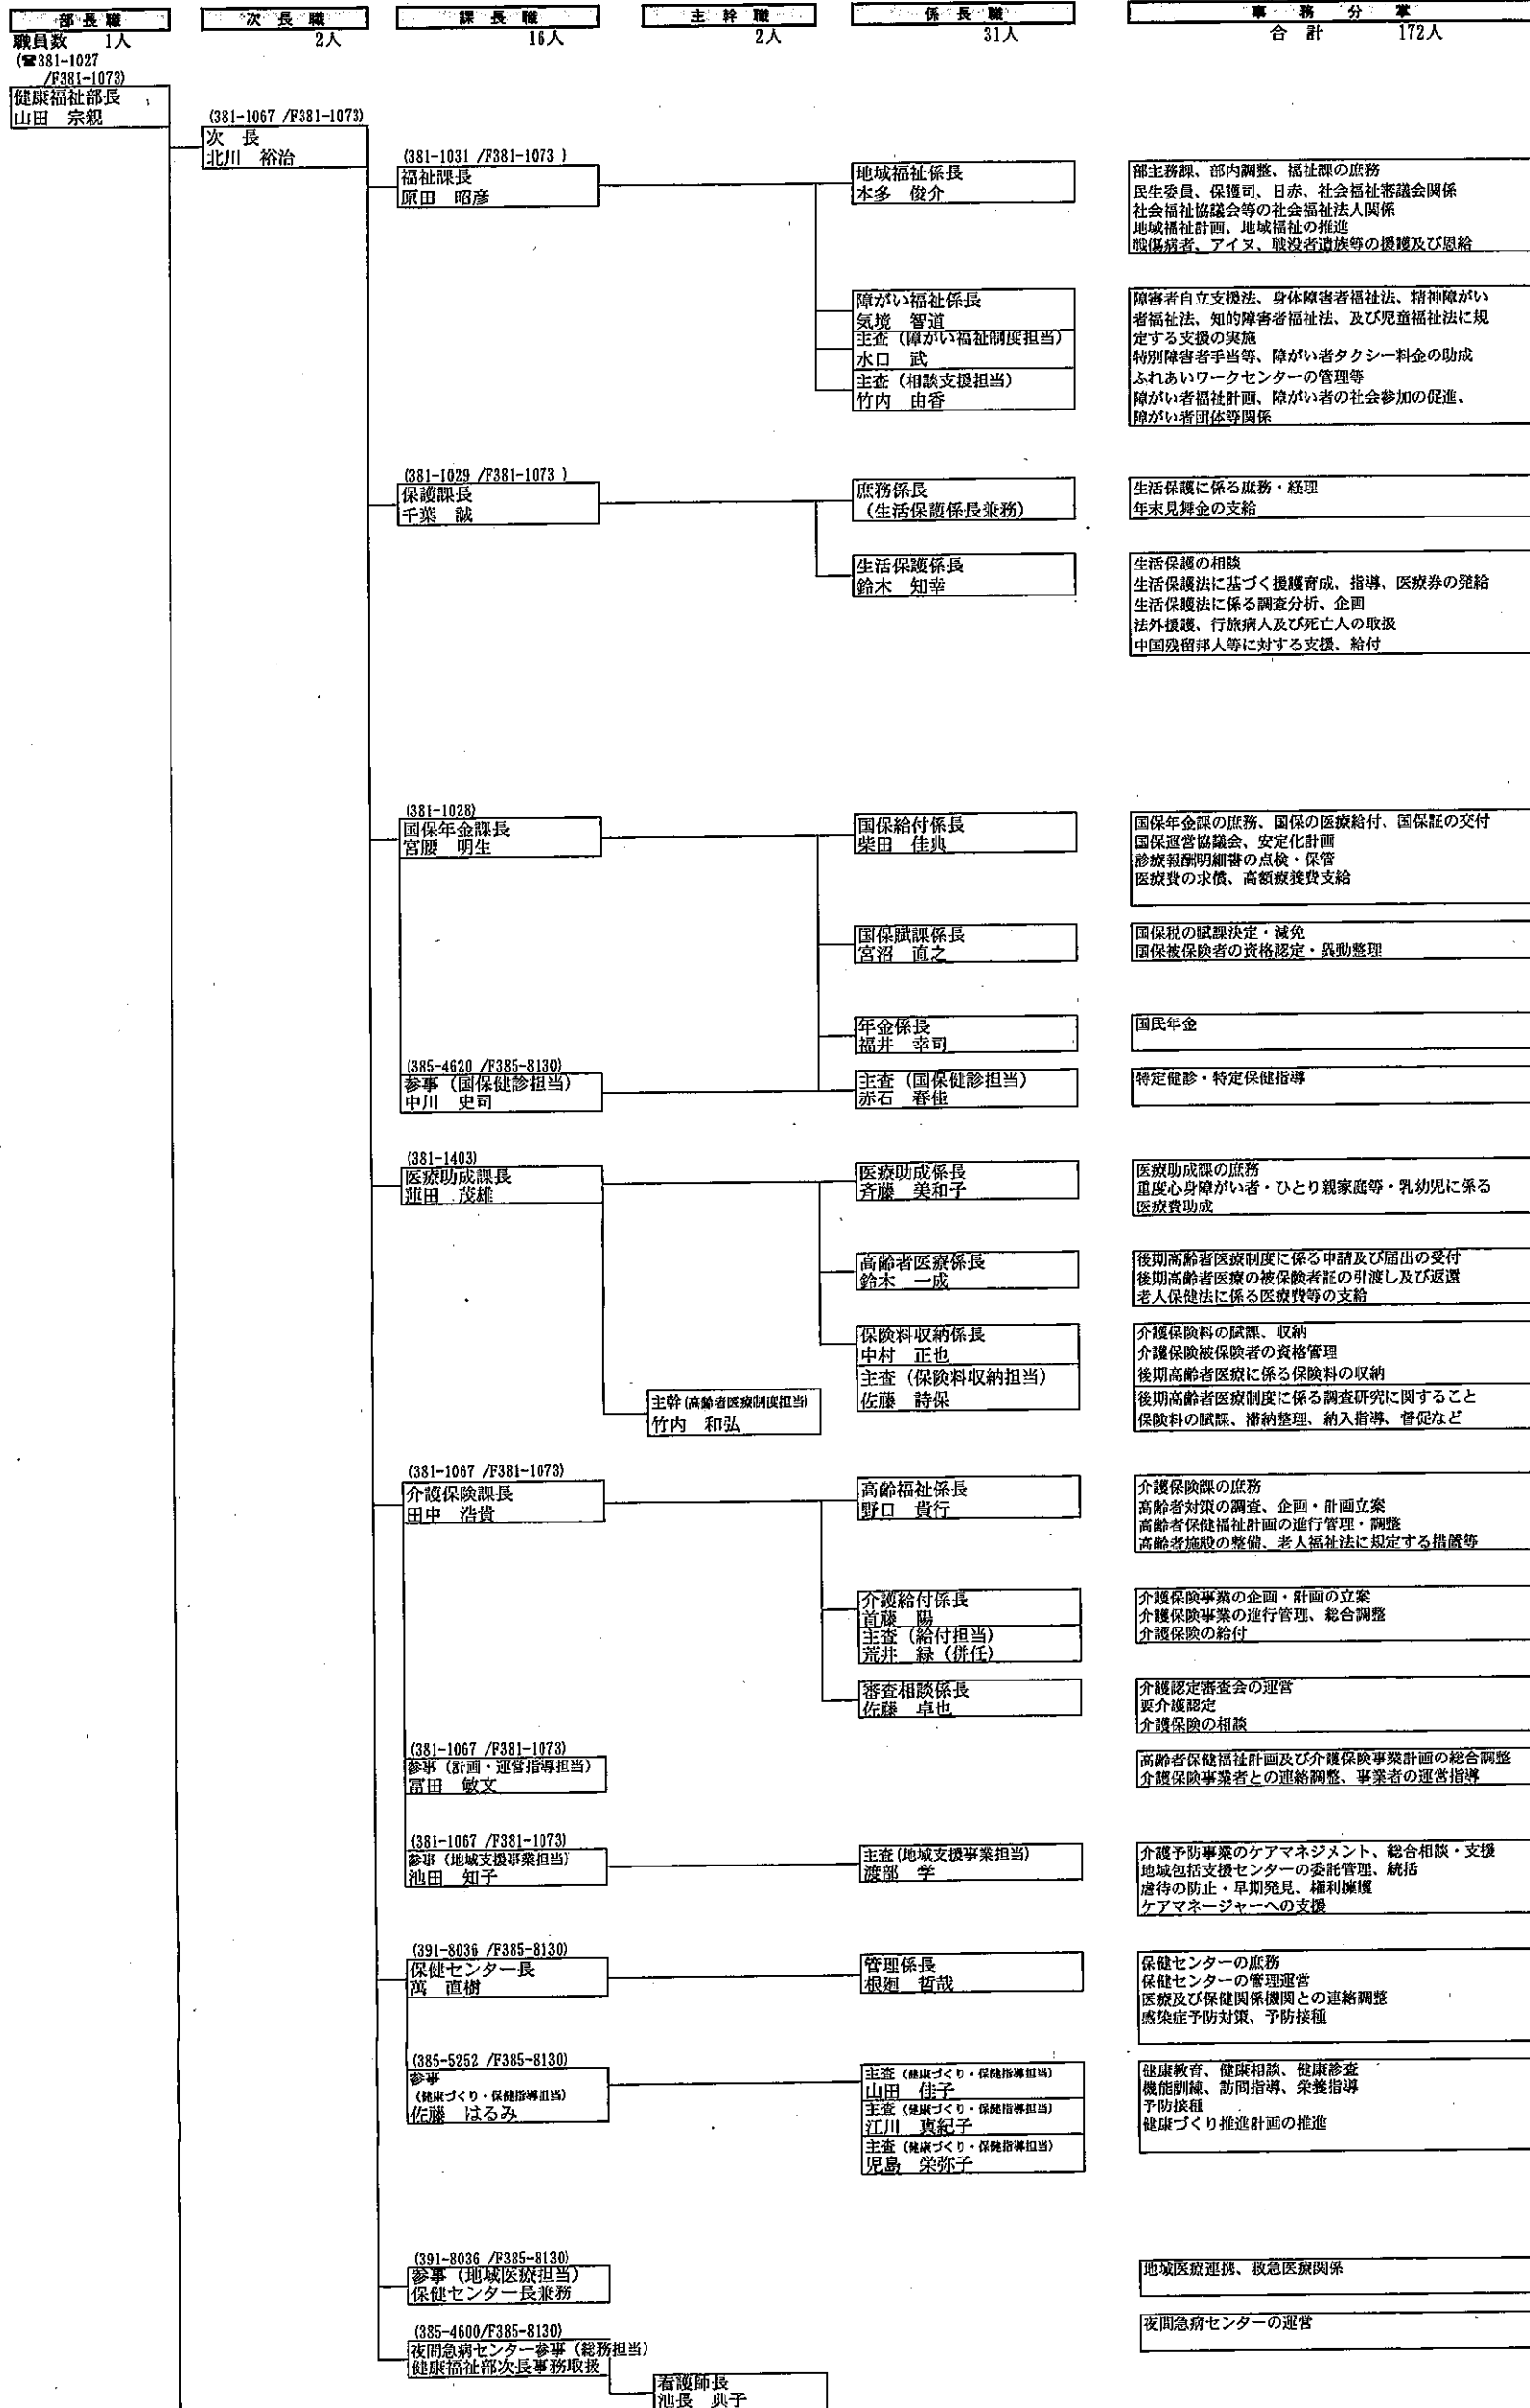 部長職
次長職
課長職
主幹職
係長職
事務分掌
職員数 1人
2人
16人
2人
31人
合計 172人
(☎381-1027
/F381-1073)
健康福祉部長
山田 宗親
(381-1067 /F381-1073)
次 長
北川 裕治
(381-1031 /F381-1073 )
福祉課長
原田 昭彦
地域福祉係長
本多 俊介
部主務課、部内調整、福祉課の庶務
民生委員、保護司、日赤、社会福祉審議会関係
社会福祉協議会等の社会福祉法人関係
地域福祉計画、地域福祉の推進
戦傷病者、アイヌ、戦没者遺族等の援護及び恩給
障がい福祉係長
気境 智道
主査（障がい福祉制度担当）
水口 武
主査（相談支援担当）
竹内 由香
障害者自立支援法、身体障害者福祉法、精神障がい
者福祉法、知的障害者福祉法、及び児童福祉法に規
定する支援の実施
特別障害者手当等、障がい者タクシー料金の助成
ふれあいワークセンターの管理等
障がい者福祉計画、障がい者の社会参加の促進、
障がい者団体等関係
(381-1029 /F381-1073 )
保護課長
千葉 誠
庶務係長
（生活保護係長兼務）
生活保護に係る庶務・経理
年末見舞金の支給
生活保護係長
鈴木 知幸
生活保護の相談
生活保護法に基づく援護育成、指導、医療券の発給
生活保護法に係る調査分析、企画
法外援護、行旅病人及び死亡人の取扱
中国残留邦人等に対する支援、給付
(381-1028)
国保年金課長
宮腰 明生
国保給付係長
柴田 佳典
国保年金課の庶務、国保の医療給付、国保証の交付
国保運営協議会、安定化計画
診療報酬明細書の点検・保管
医療費の求償、高額療養費支給
国保賦課係長
宮沼 直之
国保税の賦課決定・減免
国保被保険者の資格認定・異動整理
年金係長
福井 幸司
国民年金
(385-4620 /F385-8130)
参事（国保健診担当）
中川 史司
主査（国保健診担当）
赤石 春佳
特定健診・特定保健指導
(381-1403)
医療助成課長
蓮田 茂雄
医療助成係長
斉藤 美和子
医療助成課の庶務
重度心身障がい者・ひとり親家庭等・乳幼児に係る
医療費助成
高齢者医療係長
鈴木 一成
後期高齢者医療制度に係る申請及び届出の受付
後期高齢者医療の被保険者証の引渡し及び返還
老人保健法に係る医療費等の支給
保険料収納係長
中村 正也
主査（保険料収納担当）
佐藤 詩保
介護保険料の賦課、収納
介護保険被保険者の資格管理
後期高齢者医療に係る保険料の収納
主幹(高齢者医療制度担当)
竹内 和弘
後期高齢者医療制度に係る調査研究に関すること
保険料の賦課、滞納整理、納入指導、督促など
(381-1067 /F381-1073)
介護保険課長
田中 浩貴
高齢福祉係長
野口 貴行
介護保険課の庶務
高齢者対策の調査、企画・計画立案
高齢者保健福祉計画の進行管理・調整
高齢者施設の整備、老人福祉法に規定する措置等
介護給付係長
首藤 陽
主査（給付担当）
荒井 緑（併任）
介護保険事業の企画・計画の立案
介護保険事業の進行管理、総合調整
介護保険の給付
審査相談係長
佐藤 卓也
介護認定審査会の運営
要介護認定
介護保険の相談
(381-1067 /F381-1073)
参事（計画・運営指導担当）
冨田 敏文
高齢者保健福祉計画及び介護保険事業計画の総合調整
介護保険事業者との連絡調整、事業者の運営指導
(381-1067 /F381-1073)
参事（地域支援事業担当）
池田 知子
主査(地域支援事業担当)
渡部 学
介護予防事業のケアマネジメント、総合相談・支援
地域包括支援センターの委託管理、統括
虐待の防止・早期発見、権利擁護
ケアマネージャーへの支援
(391-8036 /F385-8130)
保健センター長
萬 直樹
管理係長
根廻 哲哉
保健センターの庶務
保健センターの管理運営
医療及び保健関係機関との連絡調整
感染症予防対策、予防接種
(385-5252 /F385-8130)
参事
（健康づくり・保健指導担当）
佐藤 はるみ
主査（健康づくり・保健指導担当）
山田 佳子
主査（健康づくり・保健指導担当）
江川 真紀子
主査（健康づくり・保健指導担当）
児島 栄弥子
健康教育、健康相談、健康診査
機能訓練、訪問指導、栄養指導
予防接種
健康づくり推進計画の推進
(391-8036 /F385-8130)
参事（地域医療担当）
保健センター長兼務
地域医療連携、救急医療関係
(385-4600/F385-8130)
夜間急病センター参事（総務担当）
健康福祉部次長事務取扱
夜間急病センターの運営
看護師長
池長 典子